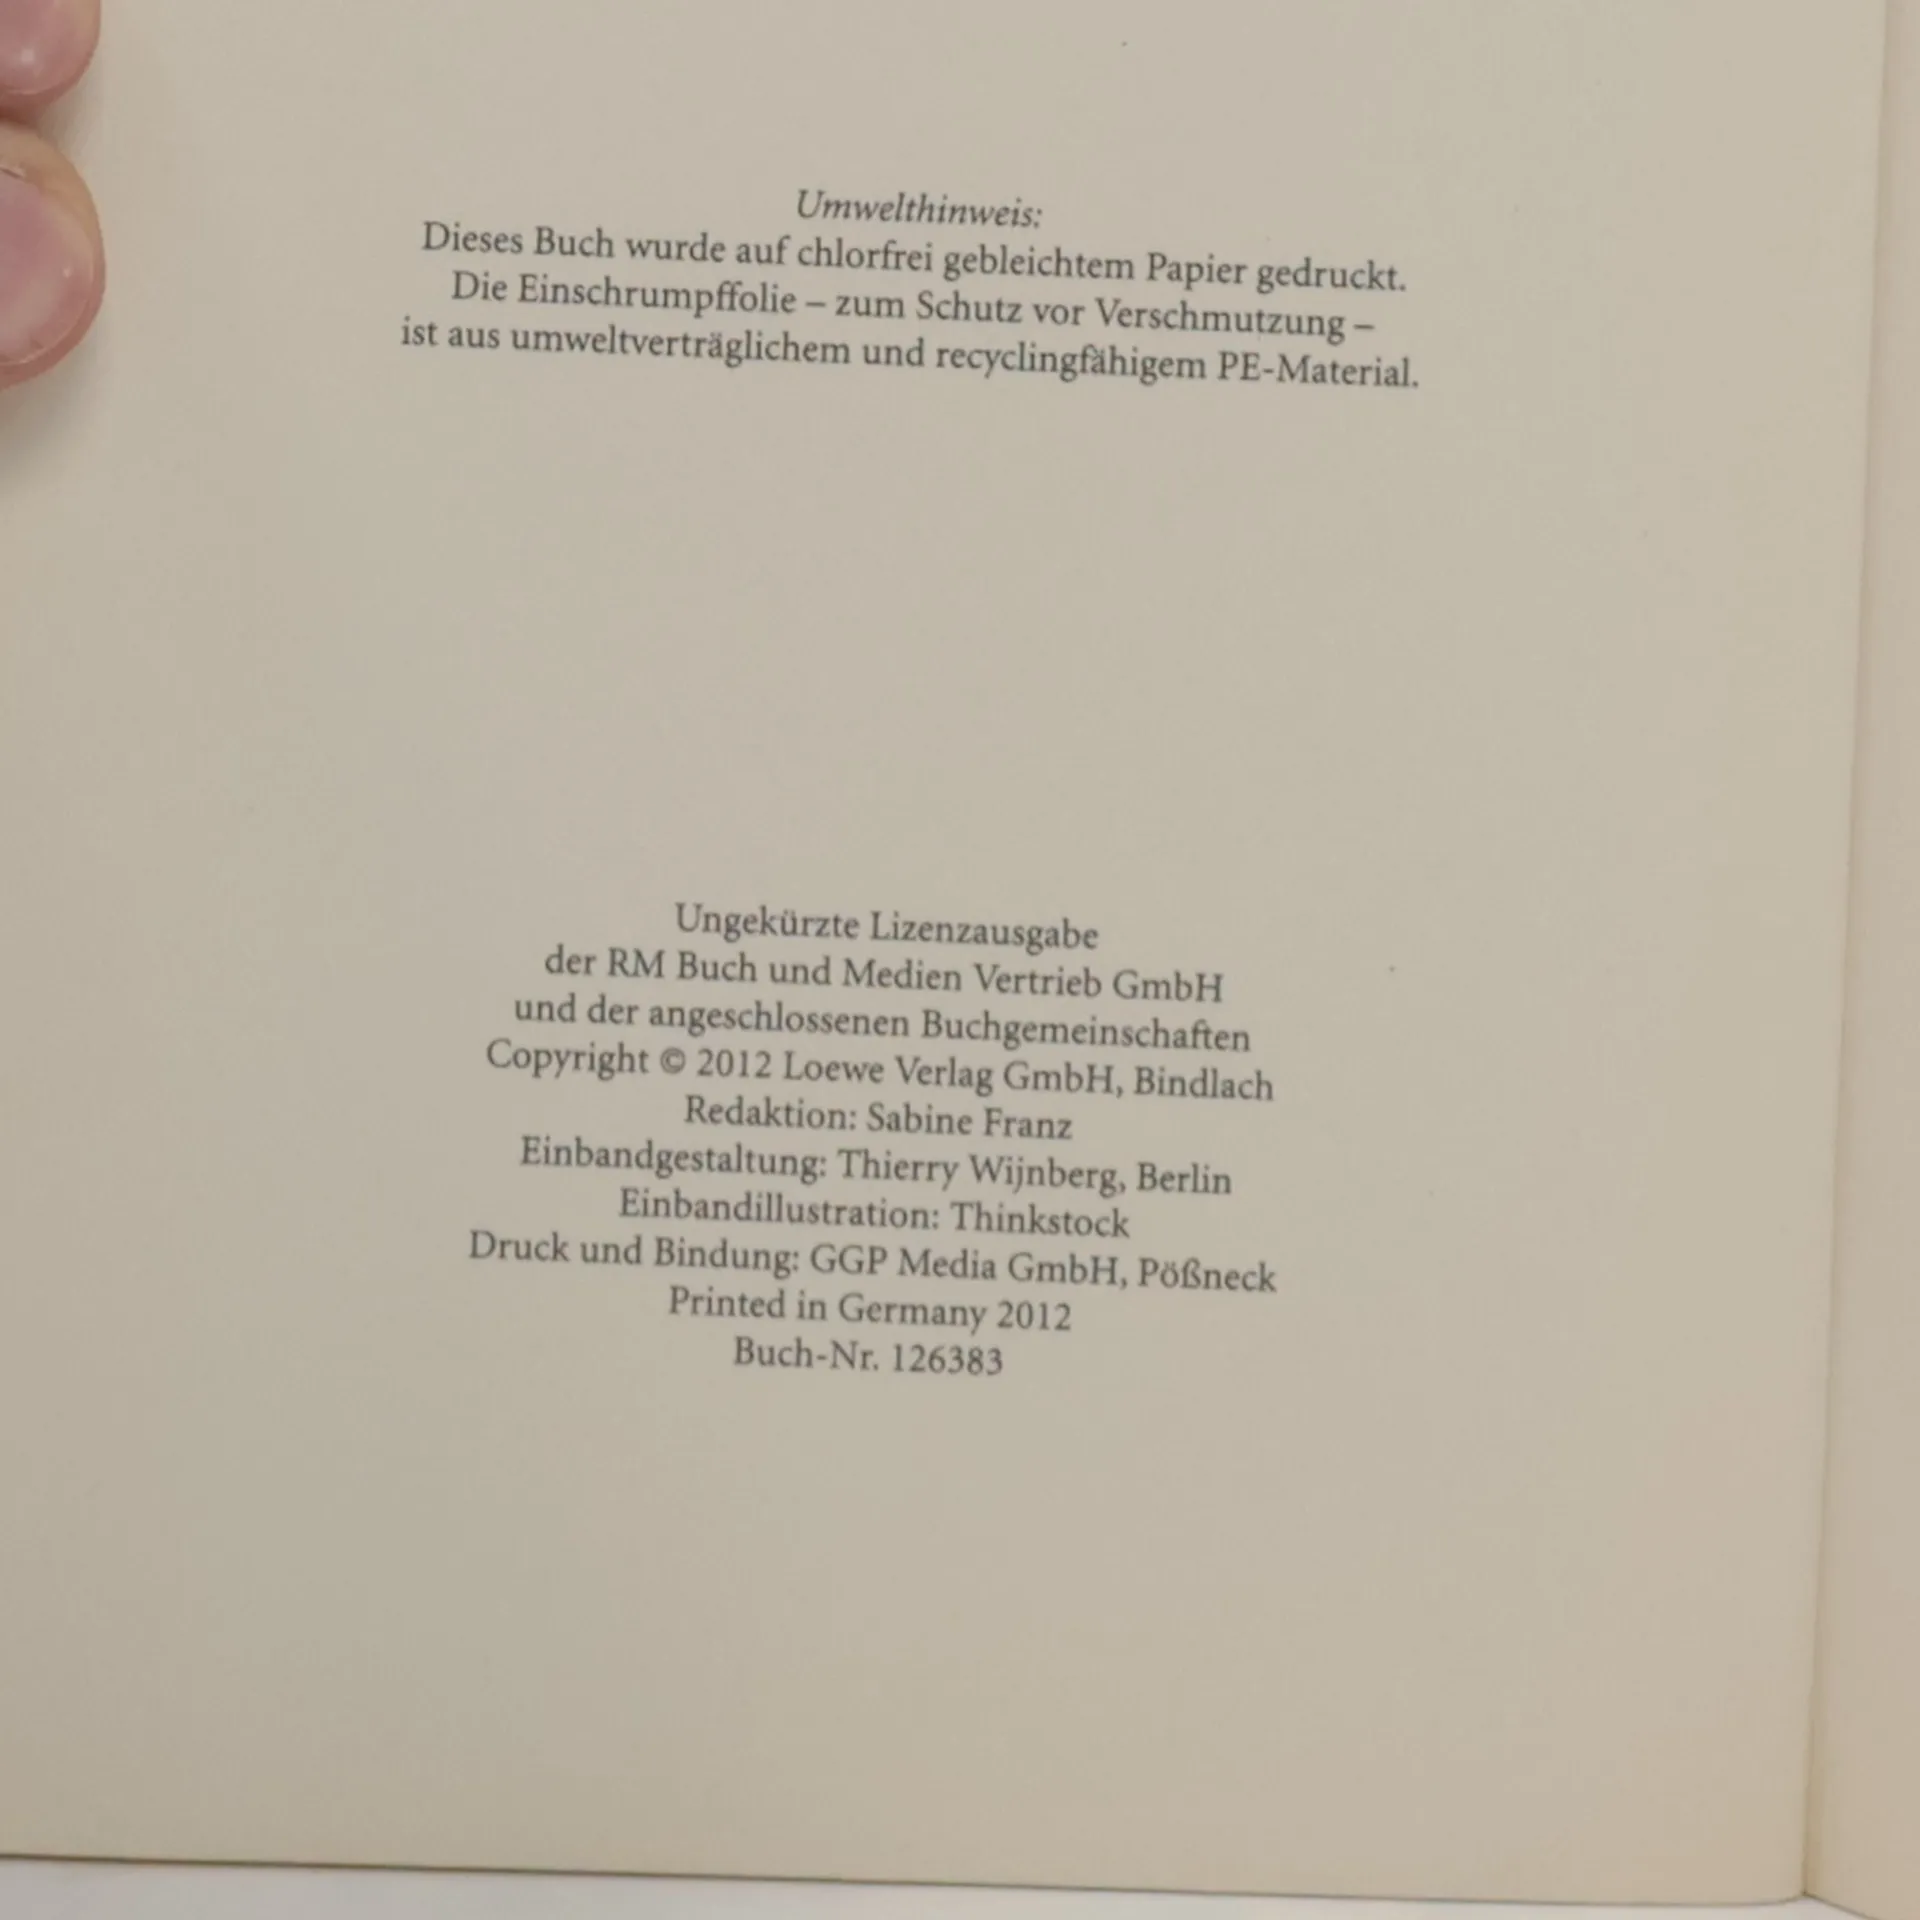 Umwelthinweis:
Dieses Buch wurde auf chlorfrei gebleichtem Papier gedruckt.
Die Einschrumpffolie – zum Schutz vor Verschmutzung –
ist aus umweltverträglichem und recyclingfähigem PE-Material.
Ungekürzte Lizenzausgabe
der RM Buch und Medien Vertrieb GmbH
und der angeschlossenen Buchgemeinschaften
Copyright © 2012 Loewe Verlag GmbH, Bindlach
Redaktion: Sabine Franz
Einbandgestaltung: Thierry Wijnberg, Berlin
Einbandillustration: Thinkstock
Druck und Bindung: GGP Media GmbH, Pößneck
Printed in Germany 2012
Buch-Nr. 126383